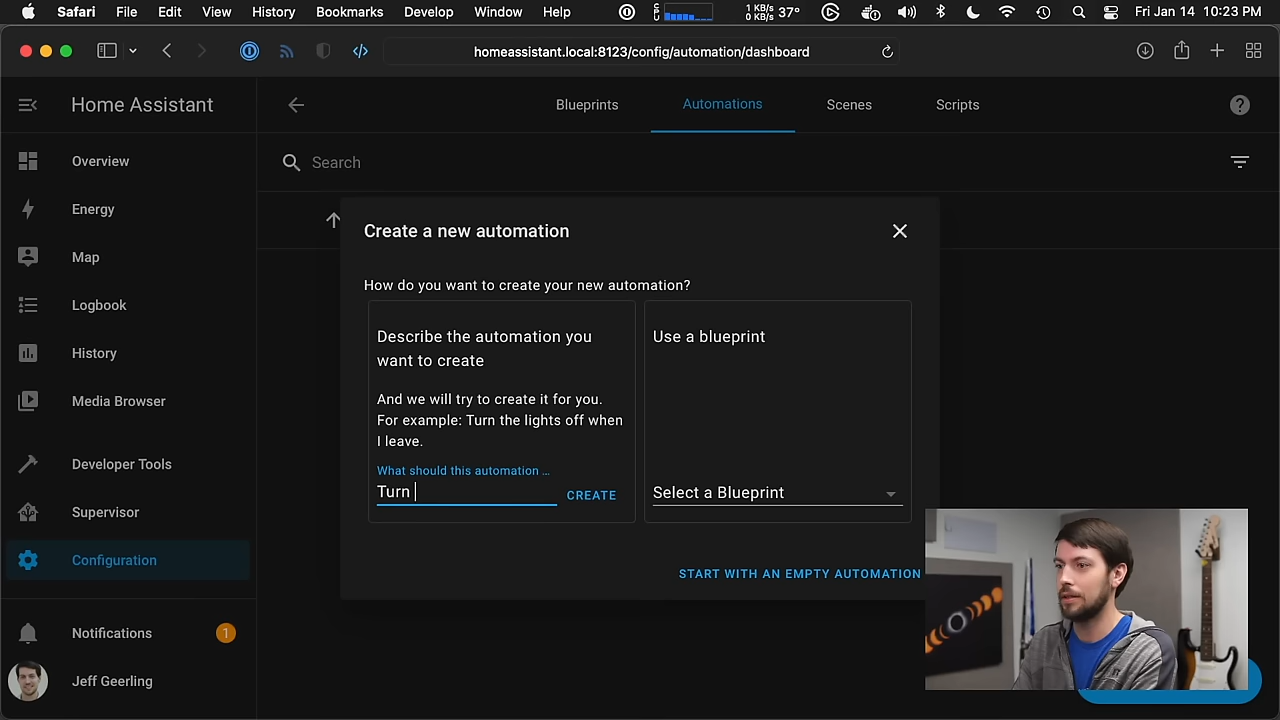 Safari File Edit View History Bookmarks Develop Window Help 1 KB/s 0 KB/s 37° Fri Jan 14 10:23 PM
homeassistant.local:8123/config/automation/dashboard
Home Assistant
Blueprints Automations Scenes Scripts
Overview
Search
Energy
Map
Logbook
History
Media Browser
Developer Tools
Supervisor
Configuration
Notifications 1
Jeff Geerling
Create a new automation
How do you want to create your new automation?
Describe the automation you
want to create
And we will try to create it for you.
For example: Turn the lights off when
I leave.
What should this automation …
Turn
CREATE
Use a blueprint
Select a Blueprint
START WITH AN EMPTY AUTOMATION